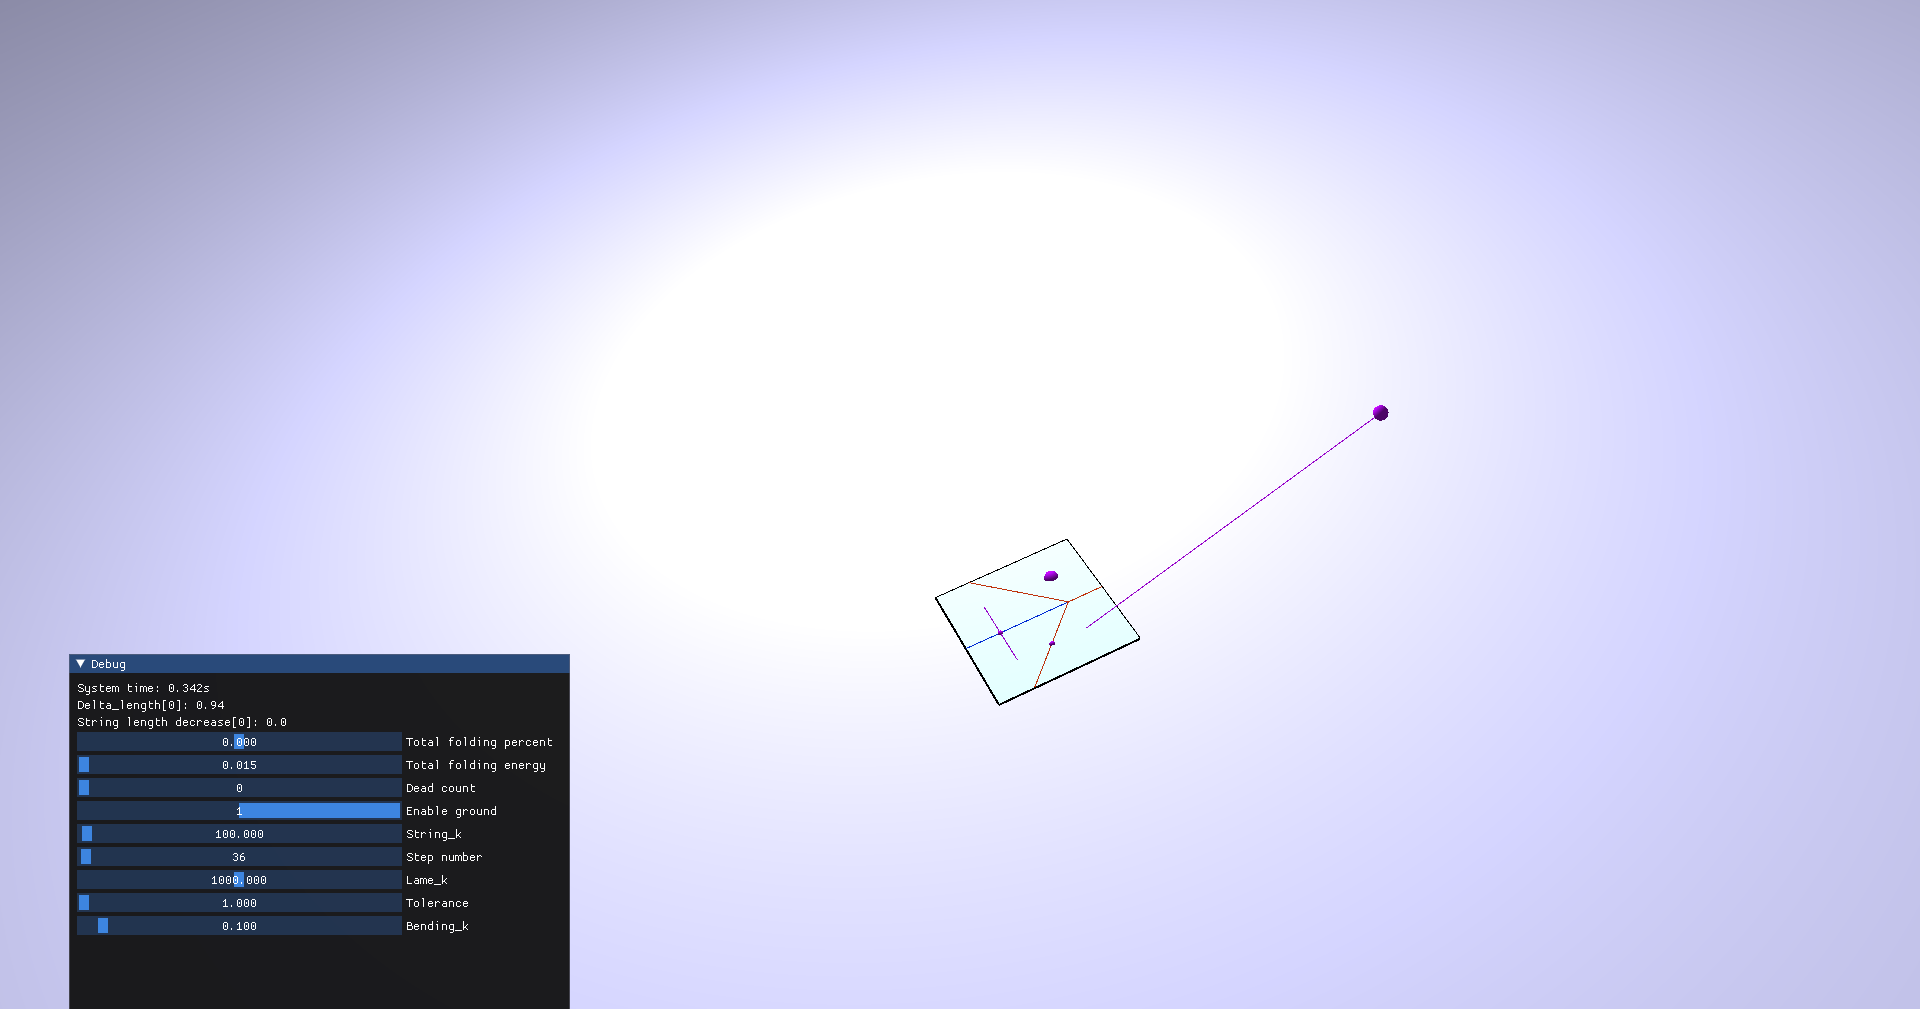 Debug
System time: 0.342s
Delta_length[0]: 0.94
String length decrease[0]: 0.0
0.000 Total folding percent
0.015 Total folding energy
0 Dead count
1 Enable ground
100.000 String_k
36 Step number
1000.000 Lame_k
1.000 Tolerance
0.100 Bending_k